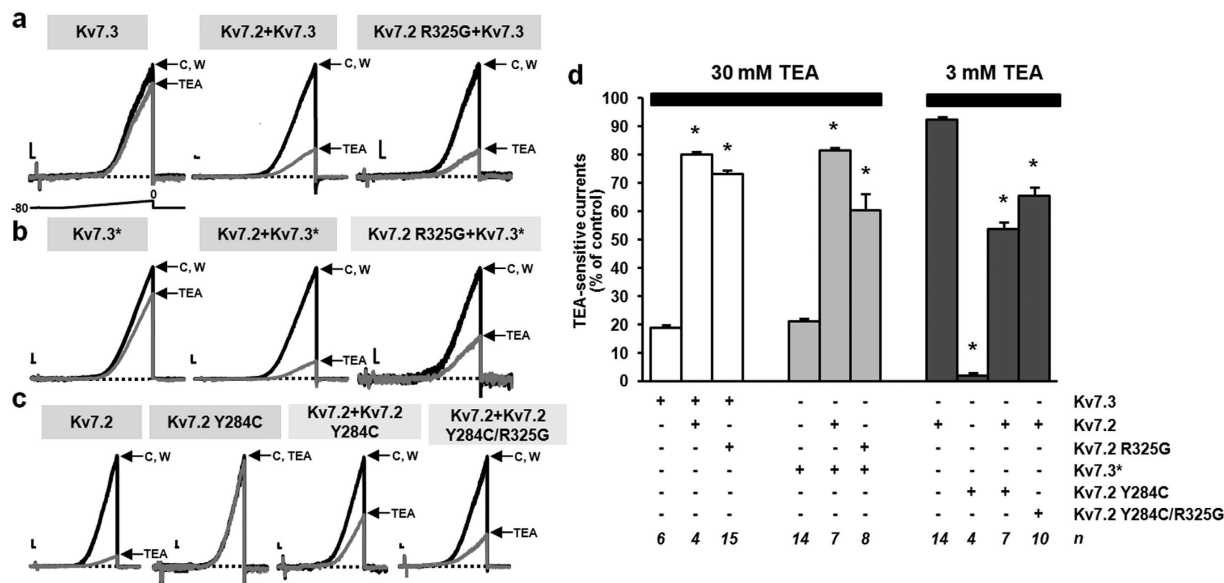 a
Kv7.3
Kv7.2+Kv7.3
Kv7.2 R325G+Kv7.3
C, W
TEA
C, W
TEA
C, W
TEA
-80
0
b
Kv7.3*
Kv7.2+Kv7.3*
Kv7.2 R325G+Kv7.3*
C, W
TEA
C, W
TEA
C, W
TEA
c
Kv7.2
Kv7.2 Y284C
Kv7.2+Kv7.2
Y284C
Kv7.2+Kv7.2
Y284C/R325G
C, W
TEA
C, TEA
C, W
TEA
C, W
TEA
d
30 mM TEA
3 mM TEA
TEA-sensitive currents
(% of control)
100
90
80
70
60
50
40
30
20
10
0
* * * * * * *
+ + + - - - - - - - Kv7.3
- + - - + - + - + + Kv7.2
- - + - - + - - - - Kv7.2 R325G
- - - + + + - - - - Kv7.3*
- - - - - - - + + - Kv7.2 Y284C
- - - - - - - - - + Kv7.2 Y284C/R325G
6 4 15 14 7 8 14 4 7 10 n